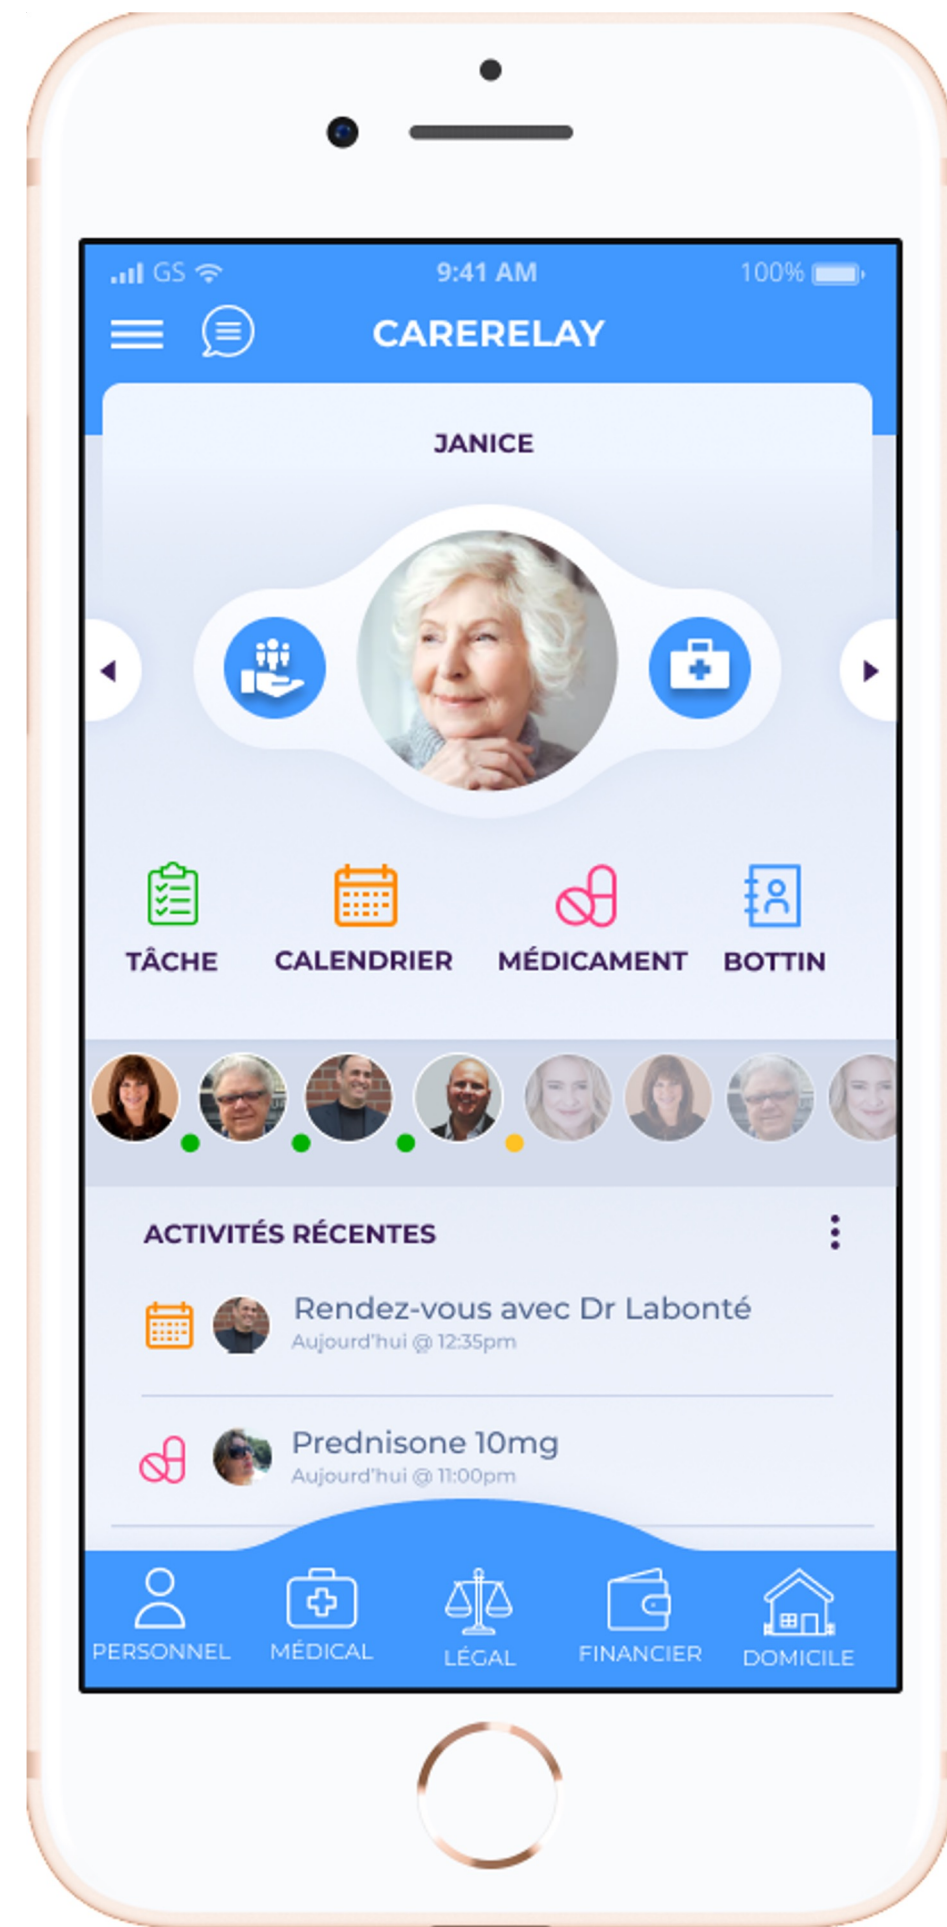 GS 9:41 AM 100%
CARERELAY
JANICE
TÂCHE CALENDRIER MÉDICAMENT BOTTIN
ACTIVITÉS RÉCENTES
Rendez-vous avec Dr Labonté
Aujourd'hui @ 12:35pm
Prednisone 10mg
Aujourd'hui @ 11:00pm
PERSONNEL MÉDICAL LÉGAL FINANCIER DOMICILE